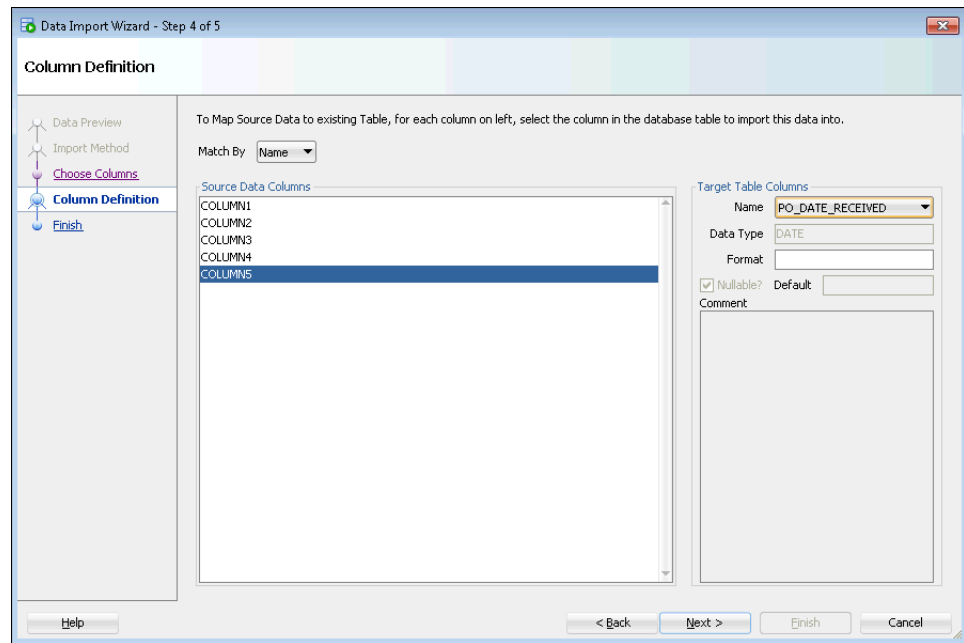 Data Import Wizard - Step 4 of 5
Column Definition
Data Preview
Import Method
Choose Columns
Column Definition
Finish
To Map Source Data to existing Table, for each column on left, select the column in the database table to import this data into.
Match By Name
Source Data Columns
COLUMN1
COLUMN2
COLUMN3
COLUMN4
COLUMN5
Target Table Columns
Name PO_DATE_RECEIVED
Data Type DATE
Format
Nullable? Default
Comment
Help < Back Next > Finish Cancel